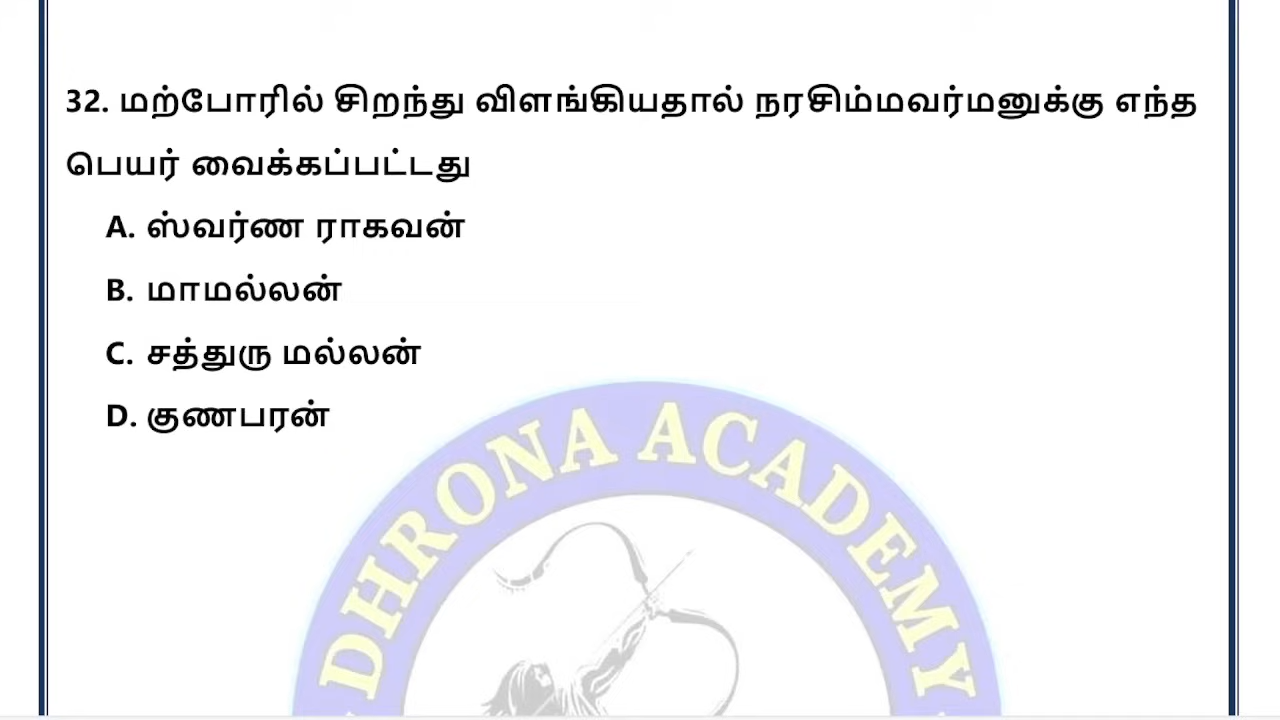 32. மற்போரில் சிறந்து விளங்கியதால் நரசிம்மவர்மனுக்கு எந்த
பெயர் வைக்கப்பட்டது
A. ஸ்வர்ண ராகவன்
B. மாமல்லன்
C. சத்துரு மல்லன்
D. குணபரன்
DHRONA ACADEMY